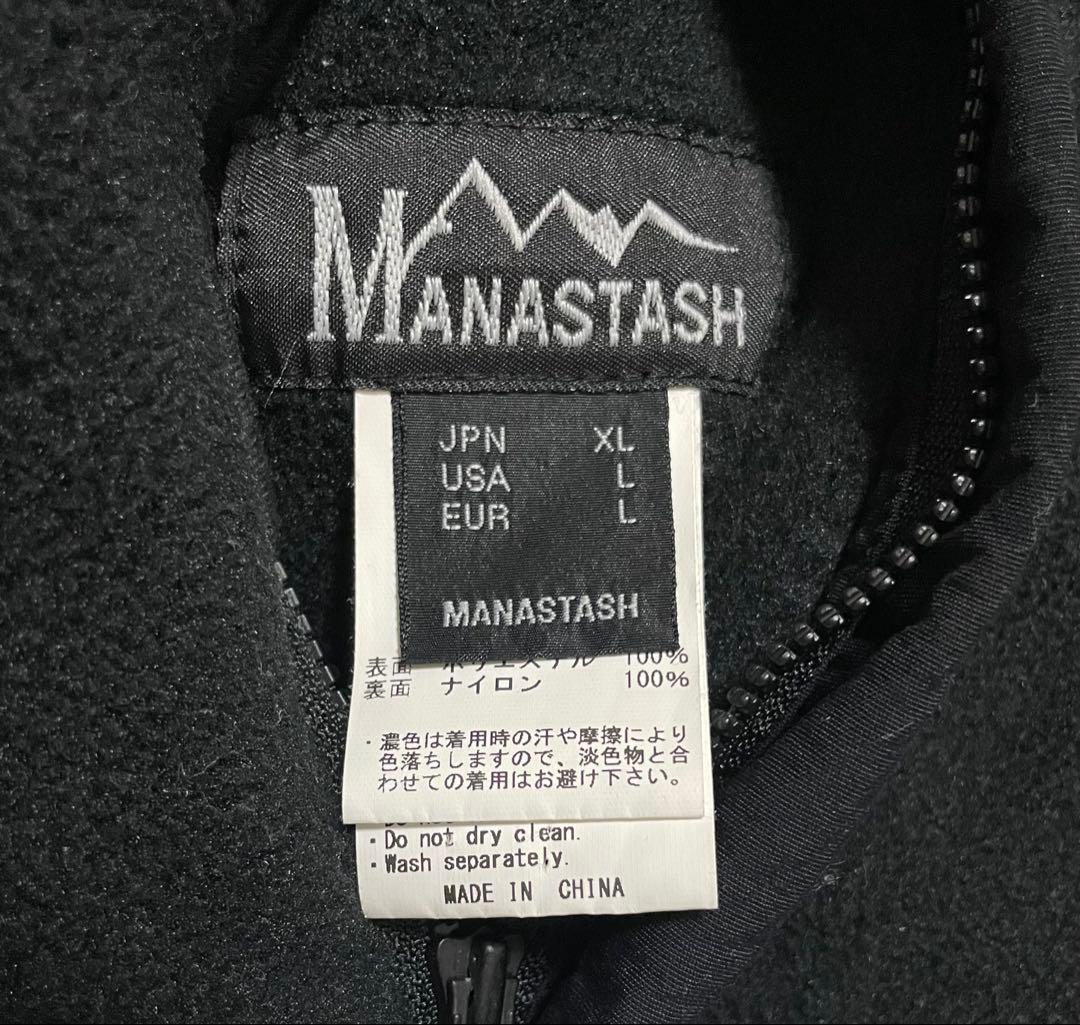 MANASTASH
JPN XL
USA L
EUR L
MANASTASH
表面 ポリエステル 100%
裏面 ナイロン 100%
・濃色は着用時の汗や摩擦により
色落ちしますので、淡色物と合
わせての着用はお避け下さい。
・Do not dry clean.
・Wash separately.
MADE IN CHINA